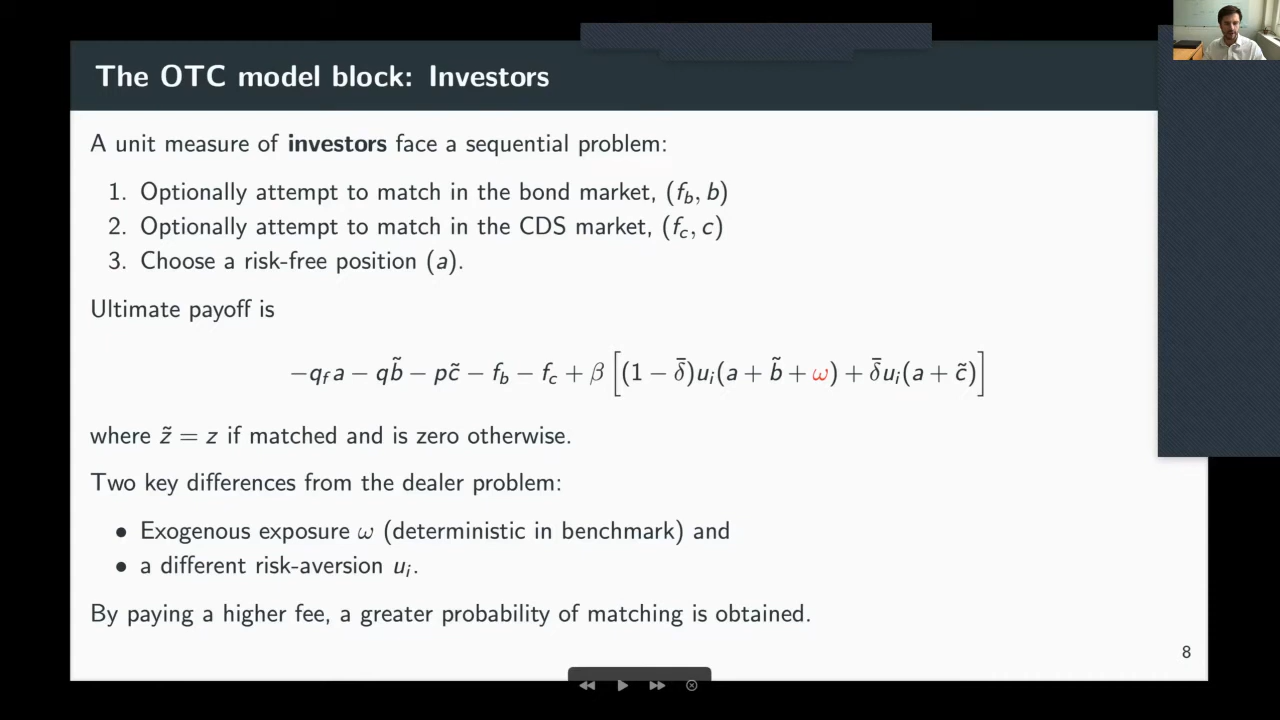 The OTC model block: Investors
A unit measure of investors face a sequential problem:
1. Optionally attempt to match in the bond market, (f_b, b)
2. Optionally attempt to match in the CDS market, (f_c, c)
3. Choose a risk-free position (a).
Ultimate payoff is
−q_f a − q b̃ − p c̃ − f_b − f_c + β [(1 − δ̄)u_i(a + b̃ + ω) + δ̄u_i(a + c̃)]
where z̃ = z if matched and is zero otherwise.
Two key differences from the dealer problem:
• Exogenous exposure ω (deterministic in benchmark) and
• a different risk-aversion u_i.
By paying a higher fee, a greater probability of matching is obtained.
8